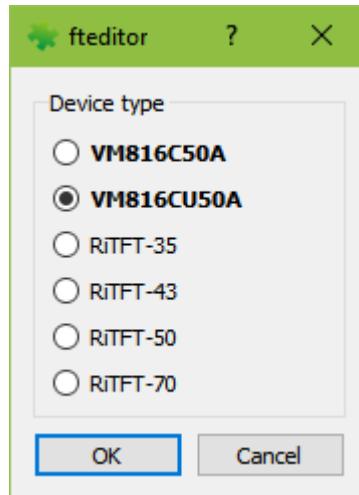 fteditor ?
Device type
VM816C50A
VM816CU50A
RiTFT-35
RiTFT-43
RiTFT-50
RiTFT-70
OK Cancel